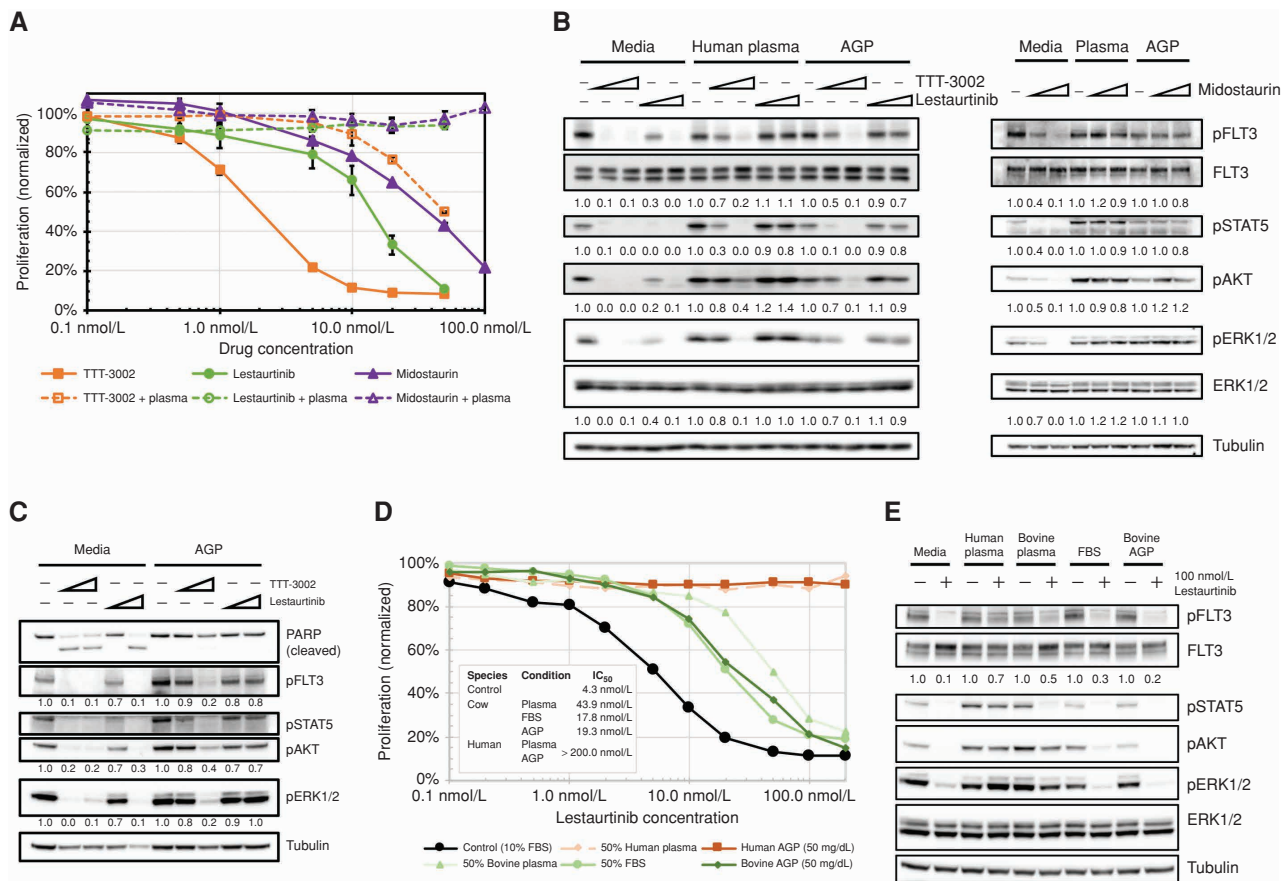 A
Proliferation (normalized)
100%
80%
60%
40%
20%
0%
0.1 nmol/L 1.0 nmol/L 10.0 nmol/L 100.0 nmol/L
Drug concentration
TTT-3002 Lestaurtinib Midostaurin
TTT-3002 + plasma Lestaurtinib + plasma Midostaurin + plasma
B
Media Human plasma AGP
– – – – – – TTT-3002
– – – – – – – – – Lestaurtinib
1.0 0.1 0.1 0.3 0.0 1.0 0.7 0.2 1.1 1.1 1.0 0.5 0.1 0.9 0.7
1.0 0.0 0.0 0.1 0.0 1.0 0.3 0.0 0.9 0.8 1.0 0.1 0.0 0.9 0.8
1.0 0.0 0.0 0.2 0.1 1.0 0.8 0.4 1.2 1.4 1.0 0.7 0.1 1.1 0.9
1.0 0.0 0.1 0.4 0.1 1.0 0.8 0.1 1.0 1.0 1.0 0.7 0.1 1.1 0.9
Media Plasma AGP
– – – Midostaurin
pFLT3
FLT3
1.0 0.4 0.1 1.0 1.2 0.9 1.0 1.0 0.8
pSTAT5
1.0 0.4 0.0 1.0 1.0 0.9 1.0 1.0 0.8
pAKT
1.0 0.5 0.1 1.0 0.9 0.8 1.0 1.2 1.2
pERK1/2
ERK1/2
1.0 0.7 0.0 1.0 1.2 1.2 1.0 1.1 1.0
Tubulin
C
Media AGP
– – – – – – TTT-3002
– – – – – – Lestaurtinib
PARP
(cleaved)
pFLT3
1.0 0.1 0.1 0.7 0.1 1.0 0.9 0.2 0.8 0.8
pSTAT5
pAKT
1.0 0.2 0.2 0.7 0.3 1.0 0.8 0.4 0.7 0.7
pERK1/2
1.0 0.0 0.1 0.7 0.1 1.0 0.8 0.2 0.9 1.0
Tubulin
D
Proliferation (normalized)
100%
80%
60%
40%
20%
0%
Species Condition IC50
Control 4.3 nmol/L
Cow Plasma 43.9 nmol/L
FBS 17.8 nmol/L
AGP 19.3 nmol/L
Human Plasma
AGP > 200.0 nmol/L
0.1 nmol/L 1.0 nmol/L 10.0 nmol/L 100.0 nmol/L
Lestaurtinib concentration
Control (10% FBS) 50% Human plasma Human AGP (50 mg/dL)
50% Bovine plasma 50% FBS Bovine AGP (50 mg/dL)
E
Media Human plasma Bovine plasma FBS Bovine AGP
– + – + – + – + – + 100 nmol/L
Lestaurtinib
pFLT3
FLT3
1.0 0.1 1.0 0.7 1.0 0.5 1.0 0.3 1.0 0.2
pSTAT5
pAKT
pERK1/2
ERK1/2
Tubulin